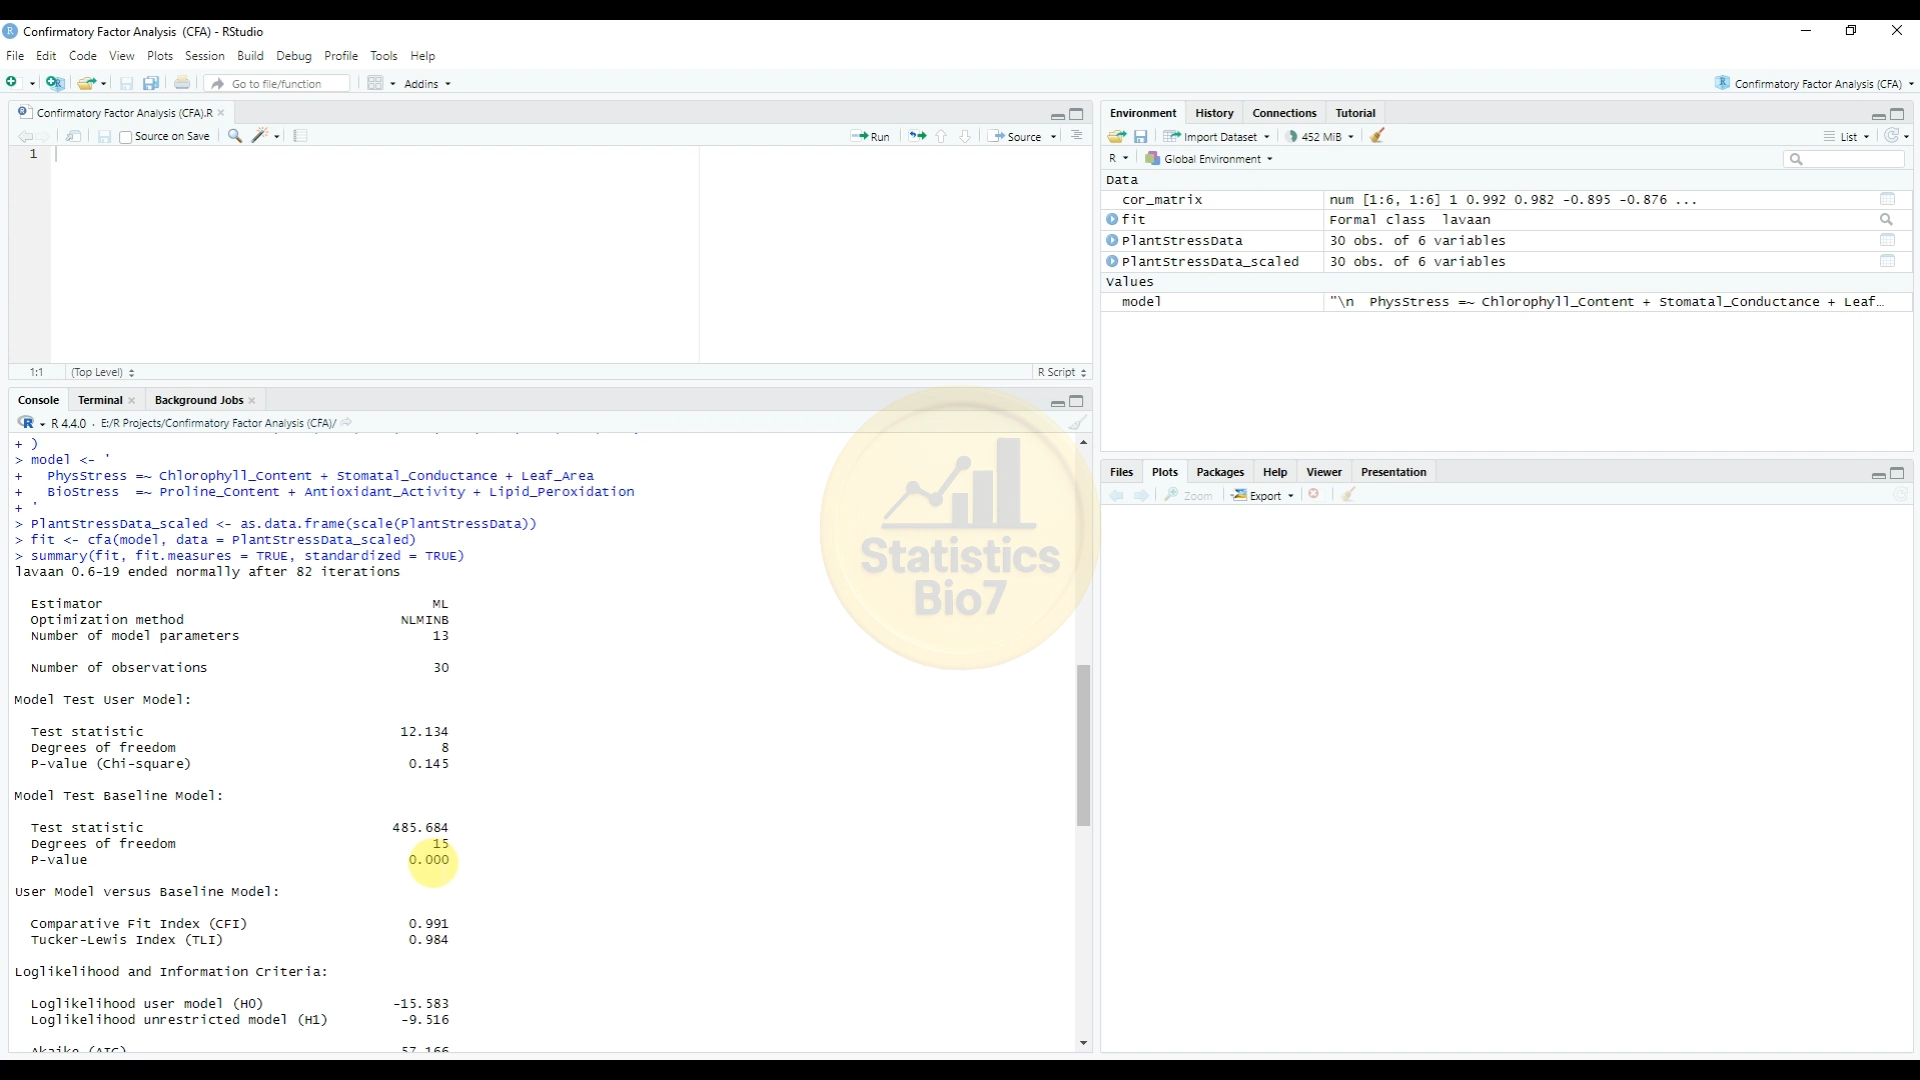 Confirmatory Factor Analysis (CFA) - RStudio
File Edit Code View Plots Session Build Debug Profile Tools Help
Go to file/function Addins
Confirmatory Factor Analysis (CFA)
Confirmatory Factor Analysis (CFA).R
Source on Save Run Source
1
1:1 (Top Level) R Script
Console Terminal Background Jobs
R 4.4.0 · E:/R Projects/Confirmatory Factor Analysis (CFA)/
+ )
> model <- '
+   PhysStress =~ Chlorophyll_Content + Stomatal_Conductance + Leaf_Area
+   BioStress  =~ Proline_Content + Antioxidant_Activity + Lipid_Peroxidation
+ '
> PlantStressData_scaled <- as.data.frame(scale(PlantStressData))
> fit <- cfa(model, data = PlantStressData_scaled)
> summary(fit, fit.measures = TRUE, standardized = TRUE)
lavaan 0.6-19 ended normally after 82 iterations
Estimator ML
Optimization method NLMINB
Number of model parameters 13
Number of observations 30
Model Test User Model:
Test statistic 12.134
Degrees of freedom 8
P-value (Chi-square) 0.145
Model Test Baseline Model:
Test statistic 485.684
Degrees of freedom 15
P-value 0.000
User Model versus Baseline Model:
Comparative Fit Index (CFI) 0.991
Tucker-Lewis Index (TLI) 0.984
Loglikelihood and Information Criteria:
Loglikelihood user model (H0) -15.583
Loglikelihood unrestricted model (H1) -9.516
Akaike (AIC) 57.166
Statistics
Bio7
Environment History Connections Tutorial
Import Dataset 452 MiB List
R Global Environment
Data
cor_matrix num [1:6, 1:6] 1 0.992 0.982 -0.895 -0.876 ...
fit Formal class lavaan
PlantStressData 30 obs. of 6 variables
PlantStressData_scaled 30 obs. of 6 variables
Values
model "\n  PhysStress =~ Chlorophyll_Content + Stomatal_Conductance + Leaf…
Files Plots Packages Help Viewer Presentation
Zoom Export